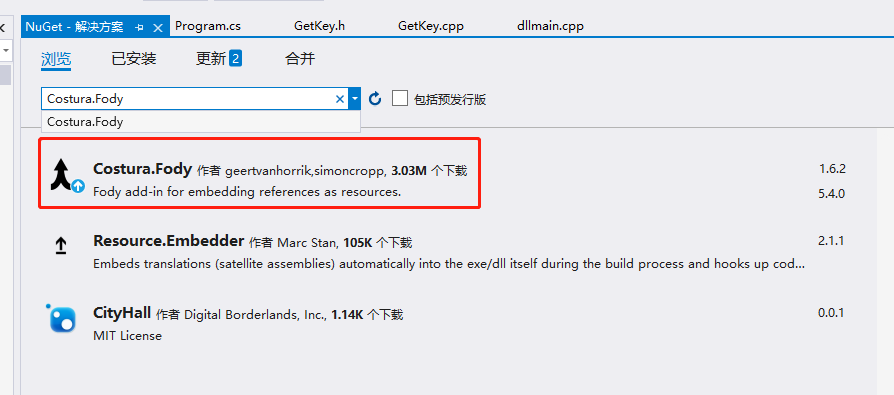 NuGet - 解决方案 Program.cs GetKey.h GetKey.cpp dllmain.cpp
浏览 已安装 更新 2 合并
Costura.Fody 包括预发行版
Costura.Fody
Costura.Fody 作者 geertvanhorrik,simoncropp, 3.03M 个下载 1.6.2
Fody add-in for embedding references as resources. 5.4.0
Resource.Embedder 作者 Marc Stan, 105K 个下载 2.1.1
Embeds translations (satellite assemblies) automatically into the exe/dll itself during the build process and hooks up cod...
CityHall 作者 Digital Borderlands, Inc., 1.14K 个下载 0.0.1
MIT License